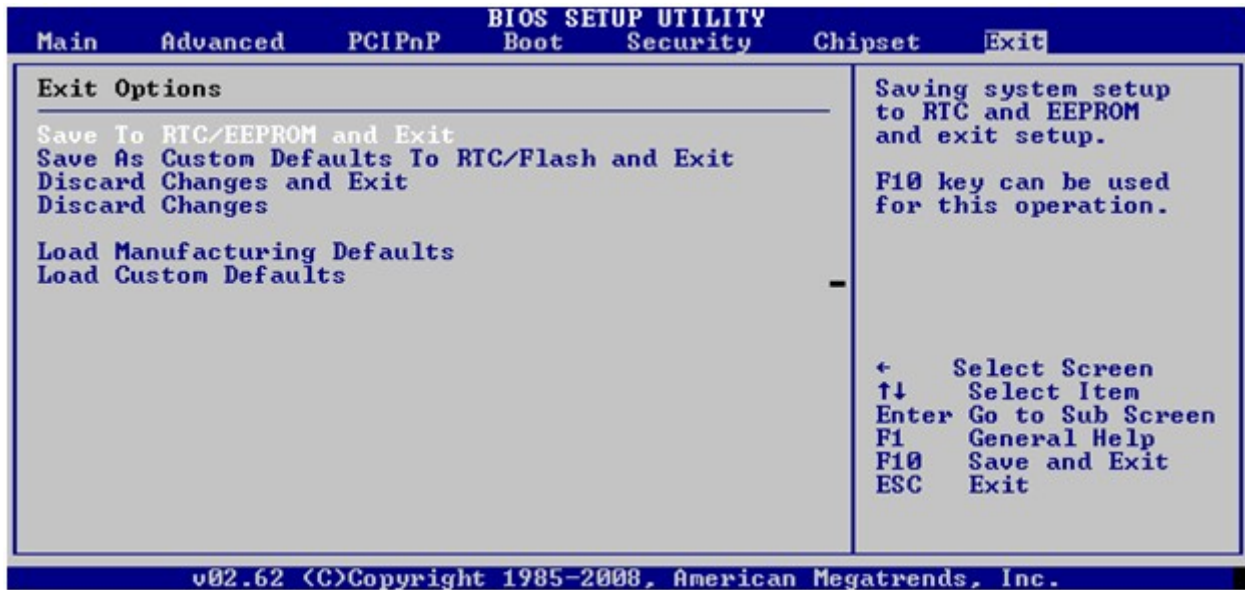 BIOS SETUP UTILITY
Main Advanced PCIPnP Boot Security Chipset Exit
Exit Options
Save To RTC/EEPROM and Exit
Save As Custom Defaults To RTC/Flash and Exit
Discard Changes and Exit
Discard Changes
Load Manufacturing Defaults
Load Custom Defaults
Saving system setup
to RTC and EEPROM
and exit setup.
F10 key can be used
for this operation.
← Select Screen
↑↓ Select Item
Enter Go to Sub Screen
F1 General Help
F10 Save and Exit
ESC Exit
v02.62 (C)Copyright 1985-2008, American Megatrends, Inc.